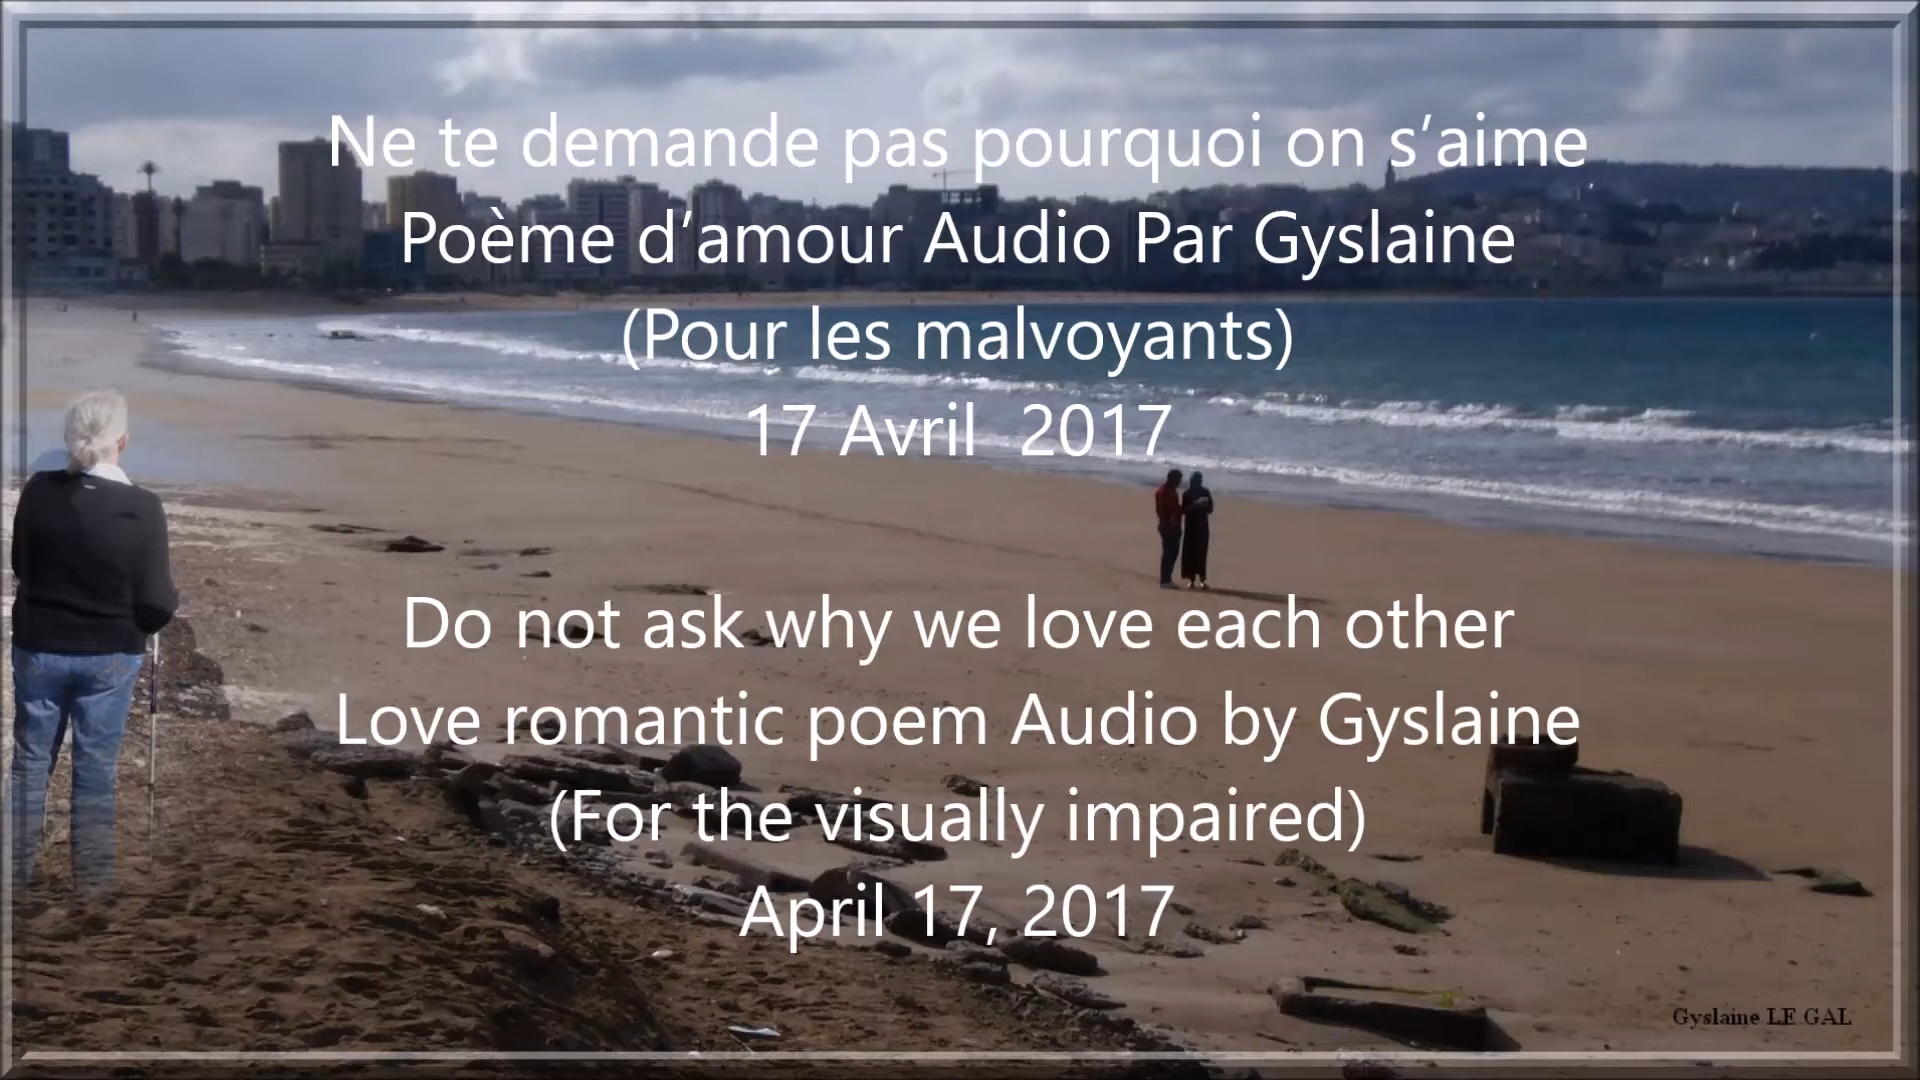 Ne te demande pas pourquoi on s’aime
Poème d’amour Audio Par Gyslaine
(Pour les malvoyants)
17 Avril 2017
Do not ask why we love each other
Love romantic poem Audio by Gyslaine
(For the visually impaired)
April 17, 2017
Gyslaine LE GAL